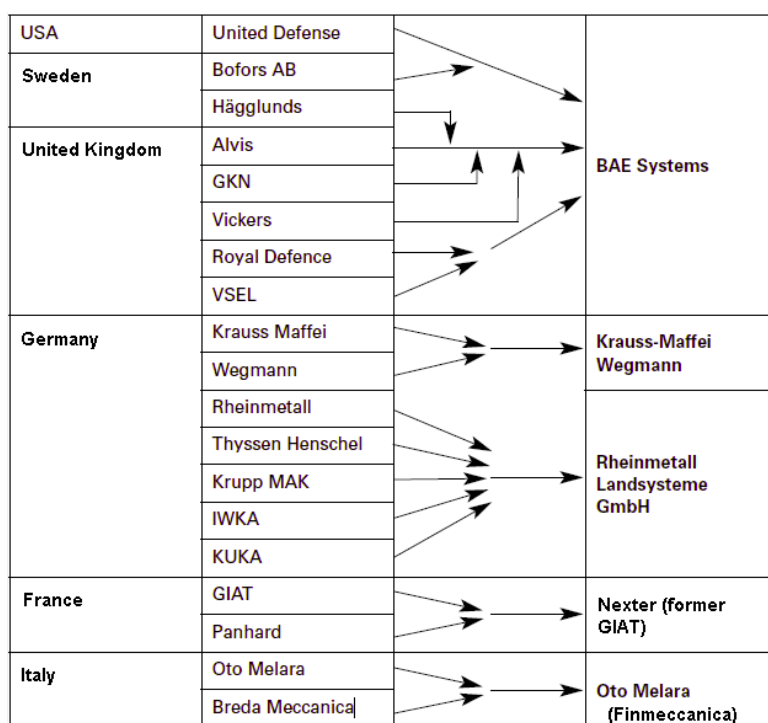 USA
United Defense
Sweden
Bofors AB
Hägglunds
United Kingdom
Alvis
GKN
Vickers
Royal Defence
VSEL
BAE Systems
Germany
Krauss Maffei
Wegmann
Krauss-Maffei
Wegmann
Rheinmetall
Thyssen Henschel
Krupp MAK
IWKA
KUKA
Rheinmetall
Landsysteme
GmbH
France
GIAT
Panhard
Nexter (former
GIAT)
Italy
Oto Melara
Breda Meccanica
Oto Melara
(Finmeccanica)